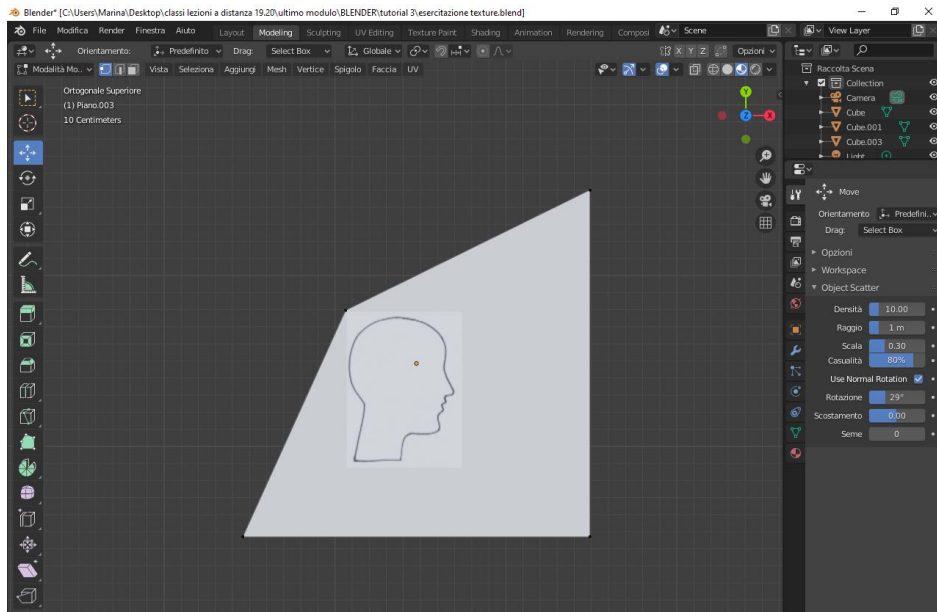 Blender* [C:\Users\Marina\Desktop\classi lezioni a distanza 19.20\ultimo modulo\BLENDER\tutorial 3\esercitazione texture.blend]
File Modifica Render Finestra Aiuto Layout Modeling Sculpting UV Editing Texture Paint Shading Animation Rendering Composi Scene View Layer
Orientamento: Predefinito Drag: Select Box Globale X Y Z Opzioni
Modalità Mo.. Vista Seleziona Aggiungi Mesh Vertice Spigolo Faccia UV
Ortogonale Superiore
(1) Piano.003
10 Centimeters
Y
Z
X
Raccolta Scena
Collection
Camera
Cube
Cube.001
Cube.003
Light
Move
Orientamento Predefini..
Drag: Select Box
Opzioni
Workspace
Object Scatter
Densità 10.00
Raggio 1 m
Scala 0.30
Casualità 80%
Use Normal Rotation
Rotazione 29°
Scostamento 0.00
Seme 0